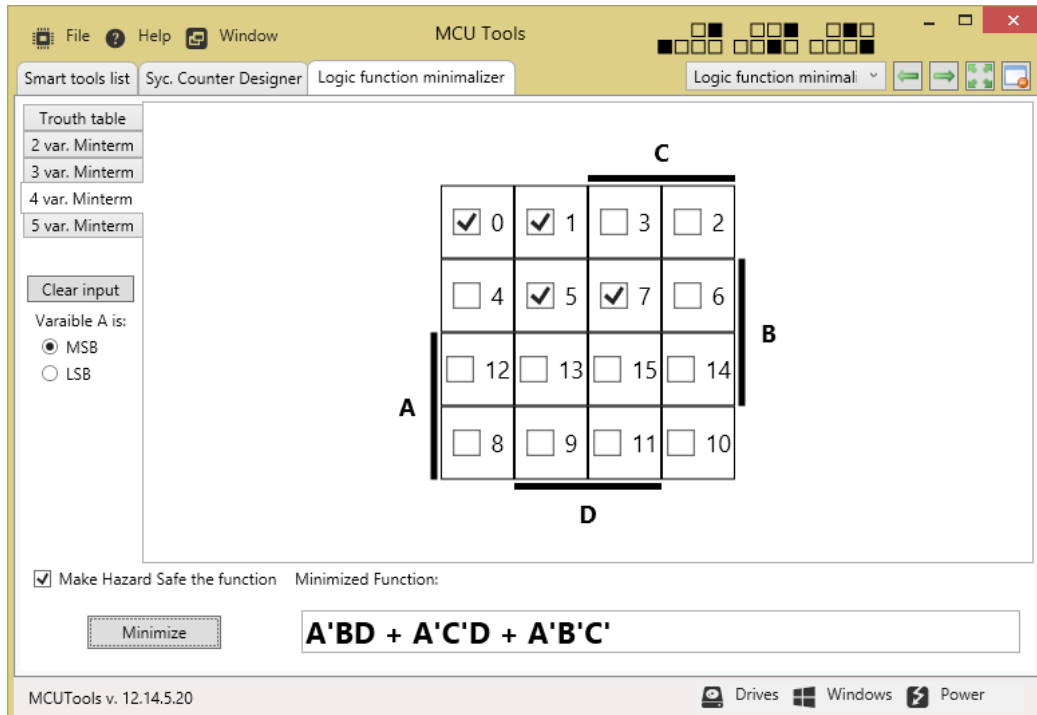 File Help Window MCU Tools
Smart tools list Syc. Counter Designer Logic function minimalizer Logic function minimali
Trouth table
2 var. Minterm
3 var. Minterm
4 var. Minterm
5 var. Minterm
Clear input
Varaible A is:
MSB
LSB
C
0 1 3 2
4 5 7 6
B
12 13 15 14
A
8 9 11 10
D
Make Hazard Safe the function Minimized Function:
Minimize A'BD + A'C'D + A'B'C'
MCUTools v. 12.14.5.20 Drives Windows Power